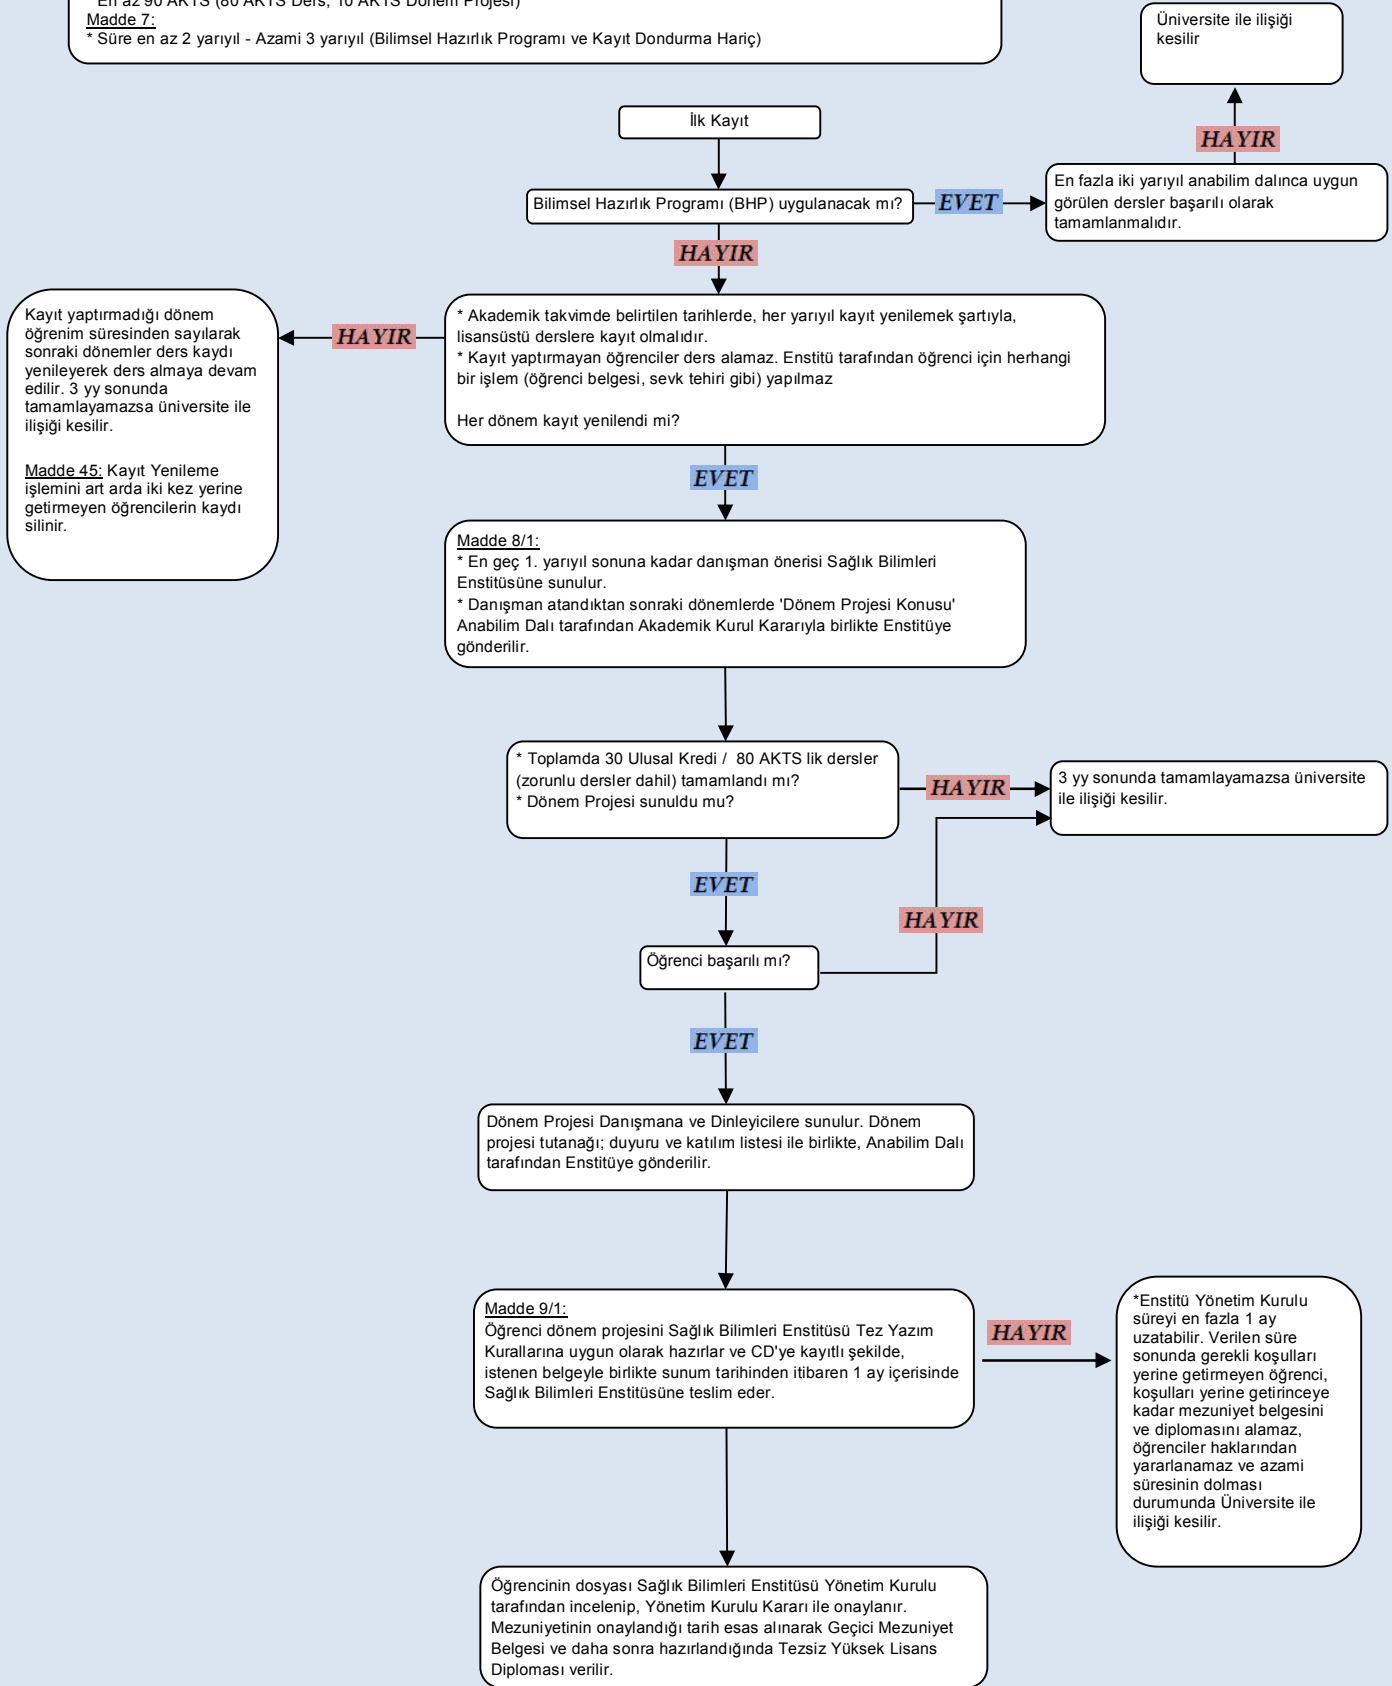 * En az 90 AKTS (80 AKTS Ders, 10 AKTS Dönem Projesi)
Madde 7:
* Süre en az 2 yarıyıl - Azami 3 yarıyıl (Bilimsel Hazırlık Programı ve Kayıt Dondurma Hariç)
Üniversite ile ilişiği
kesilir
İlk Kayıt
HAYIR
Bilimsel Hazırlık Programı (BHP) uygulanacak mı?
EVET
En fazla iki yarıyıl anabilim dalınca uygun
görülen dersler başarılı olarak
tamamlanmalıdır.
HAYIR
* Akademik takvimde belirtilen tarihlerde, her yarıyıl kayıt yenilemek şartıyla,
lisansüstü derslere kayıt olmalıdır.
* Kayıt yaptırmayan öğrenciler ders alamaz. Enstitü tarafından öğrenci için herhangi
bir işlem (öğrenci belgesi, sevk tehiri gibi) yapılmaz
Her dönem kayıt yenilendi mi?
HAYIR
Kayıt yaptırmadığı dönem
öğrenim süresinden sayılarak
sonraki dönemler ders kaydı
yenileyerek ders almaya devam
edilir. 3 yy sonunda
tamamlayamazsa üniversite ile
ilişiği kesilir.
Madde 45: Kayıt Yenileme
işlemini art arda iki kez yerine
getirmeyen öğrencilerin kaydı
silinir.
EVET
Madde 8/1:
* En geç 1. yarıyıl sonuna kadar danışman önerisi Sağlık Bilimleri
Enstitüsüne sunulur.
* Danışman atandıktan sonraki dönemlerde 'Dönem Projesi Konusu'
Anabilim Dalı tarafından Akademik Kurul Kararıyla birlikte Enstitüye
gönderilir.
* Toplamda 30 Ulusal Kredi / 80 AKTS lik dersler
(zorunlu dersler dahil) tamamlandı mı?
* Dönem Projesi sunuldu mu?
HAYIR
3 yy sonunda tamamlayamazsa üniversite
ile ilişiği kesilir.
EVET
HAYIR
Öğrenci başarılı mı?
EVET
Dönem Projesi Danışmana ve Dinleyicilere sunulur. Dönem
projesi tutanağı; duyuru ve katılım listesi ile birlikte, Anabilim Dalı
tarafından Enstitüye gönderilir.
Madde 9/1:
Öğrenci dönem projesini Sağlık Bilimleri Enstitüsü Tez Yazım
Kurallarına uygun olarak hazırlar ve CD'ye kayıtlı şekilde,
istenen belgeyle birlikte sunum tarihinden itibaren 1 ay içerisinde
Sağlık Bilimleri Enstitüsüne teslim eder.
HAYIR
*Enstitü Yönetim Kurulu
süreyi en fazla 1 ay
uzatabilir. Verilen süre
sonunda gerekli koşulları
yerine getirmeyen öğrenci,
koşulları yerine getirinceye
kadar mezuniyet belgesini
ve diplomasını alamaz,
öğrenciler haklarından
yararlanamaz ve azami
süresinin dolması
durumunda Üniversite ile
ilişiği kesilir.
Öğrencinin dosyası Sağlık Bilimleri Enstitüsü Yönetim Kurulu
tarafından incelenip, Yönetim Kurulu Kararı ile onaylanır.
Mezuniyetinin onaylandığı tarih esas alınarak Geçici Mezuniyet
Belgesi ve daha sonra hazırlandığında Tezsiz Yüksek Lisans
Diploması verilir.